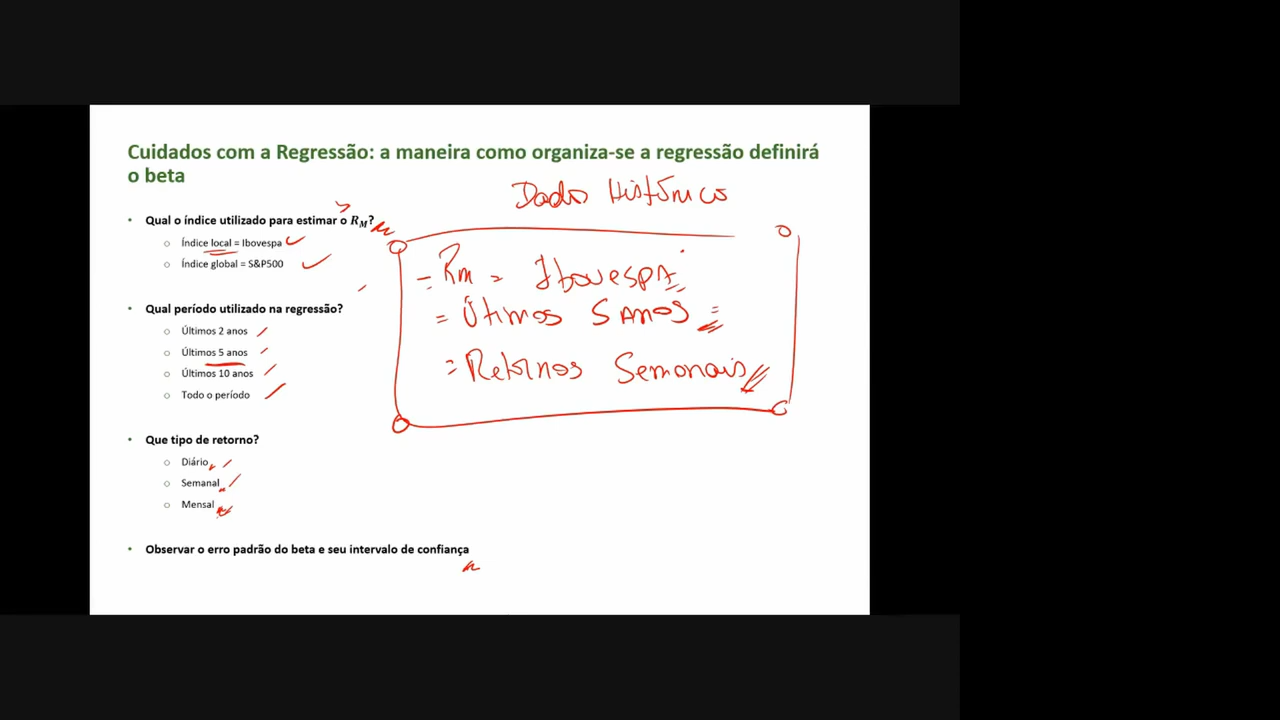 Cuidados com a Regressão: a maneira como organiza-se a regressão definirá
o beta
Dados Histórico
• Qual o índice utilizado para estimar o R_M?
o Índice local = Ibovespa
o Índice global = S&P500
- Rm = Ibovespa
= Útimos 5 anos =
= Retornos Semanais
• Qual período utilizado na regressão?
o Últimos 2 anos
o Últimos 5 anos
o Últimos 10 anos
o Todo o período
• Que tipo de retorno?
o Diário
o Semanal
o Mensal
• Observar o erro padrão do beta e seu intervalo de confiança